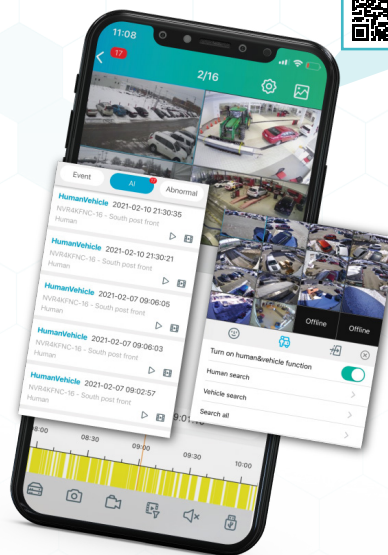 11:08
17
2/16
Event
AI
Abnormal
HumanVehicle 2021-02-10 21:30:35
NVR4KFNC-16 - South post front
Human
HumanVehicle 2021-02-10 21:30:21
NVR4KFNC-16 - South post front
Human
HumanVehicle 2021-02-07 09:06:05
NVR4KFNC-16 - South post front
Human
HumanVehicle 2021-02-07 09:06:03
NVR4KFNC-16 - South post front
Human
HumanVehicle 2021-02-07 09:02:57
NVR4KFNC-16 - South post front
Human
Offline
Offline
Turn on human&vehicle function
Human search
Vehicle search
Search all
08:30
09:00
09:30
10:00